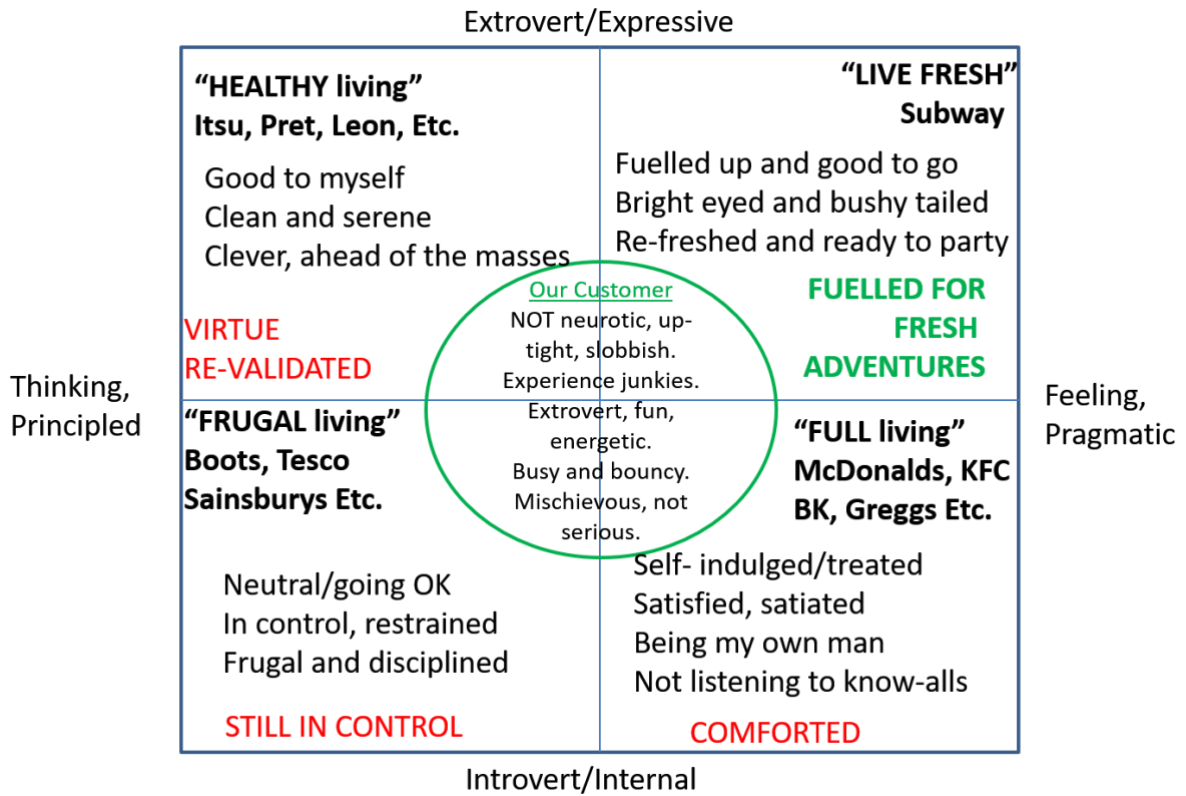 Extrovert/Expressive
“HEALTHY living”
Itsu, Pret, Leon, Etc.
Good to myself
Clean and serene
Clever, ahead of the masses
VIRTUE
RE-VALIDATED
“LIVE FRESH”
Subway
Fuelled up and good to go
Bright eyed and bushy tailed
Re-freshed and ready to party
FUELLED FOR
FRESH
ADVENTURES
Our Customer
NOT neurotic, up-
tight, slobbish.
Experience junkies.
Extrovert, fun,
energetic.
Busy and bouncy.
Mischievous, not
serious.
Thinking,
Principled
Feeling,
Pragmatic
“FRUGAL living”
Boots, Tesco
Sainsburys Etc.
Neutral/going OK
In control, restrained
Frugal and disciplined
STILL IN CONTROL
“FULL living”
McDonalds, KFC
BK, Greggs Etc.
Self- indulged/treated
Satisfied, satiated
Being my own man
Not listening to know-alls
COMFORTED
Introvert/Internal